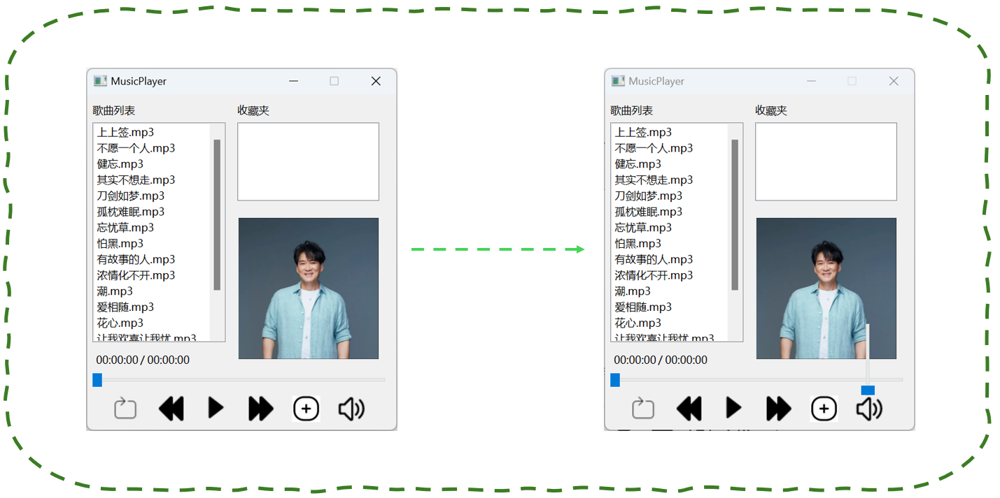 MusicPlayer
歌曲列表
收藏夹
上上签.mp3
不愿一个人.mp3
健忘.mp3
其实不想走.mp3
刀剑如梦.mp3
孤枕难眠.mp3
忘忧草.mp3
怕黑.mp3
有故事的人.mp3
浓情化不开.mp3
潮.mp3
爱相随.mp3
花心.mp3
让我欢喜让我忧.mp3
00:00:00 / 00:00:00
MusicPlayer
歌曲列表
收藏夹
上上签.mp3
不愿一个人.mp3
健忘.mp3
其实不想走.mp3
刀剑如梦.mp3
孤枕难眠.mp3
忘忧草.mp3
怕黑.mp3
有故事的人.mp3
浓情化不开.mp3
潮.mp3
爱相随.mp3
花心.mp3
让我欢喜让我忧.mp3
00:00:00 / 00:00:00